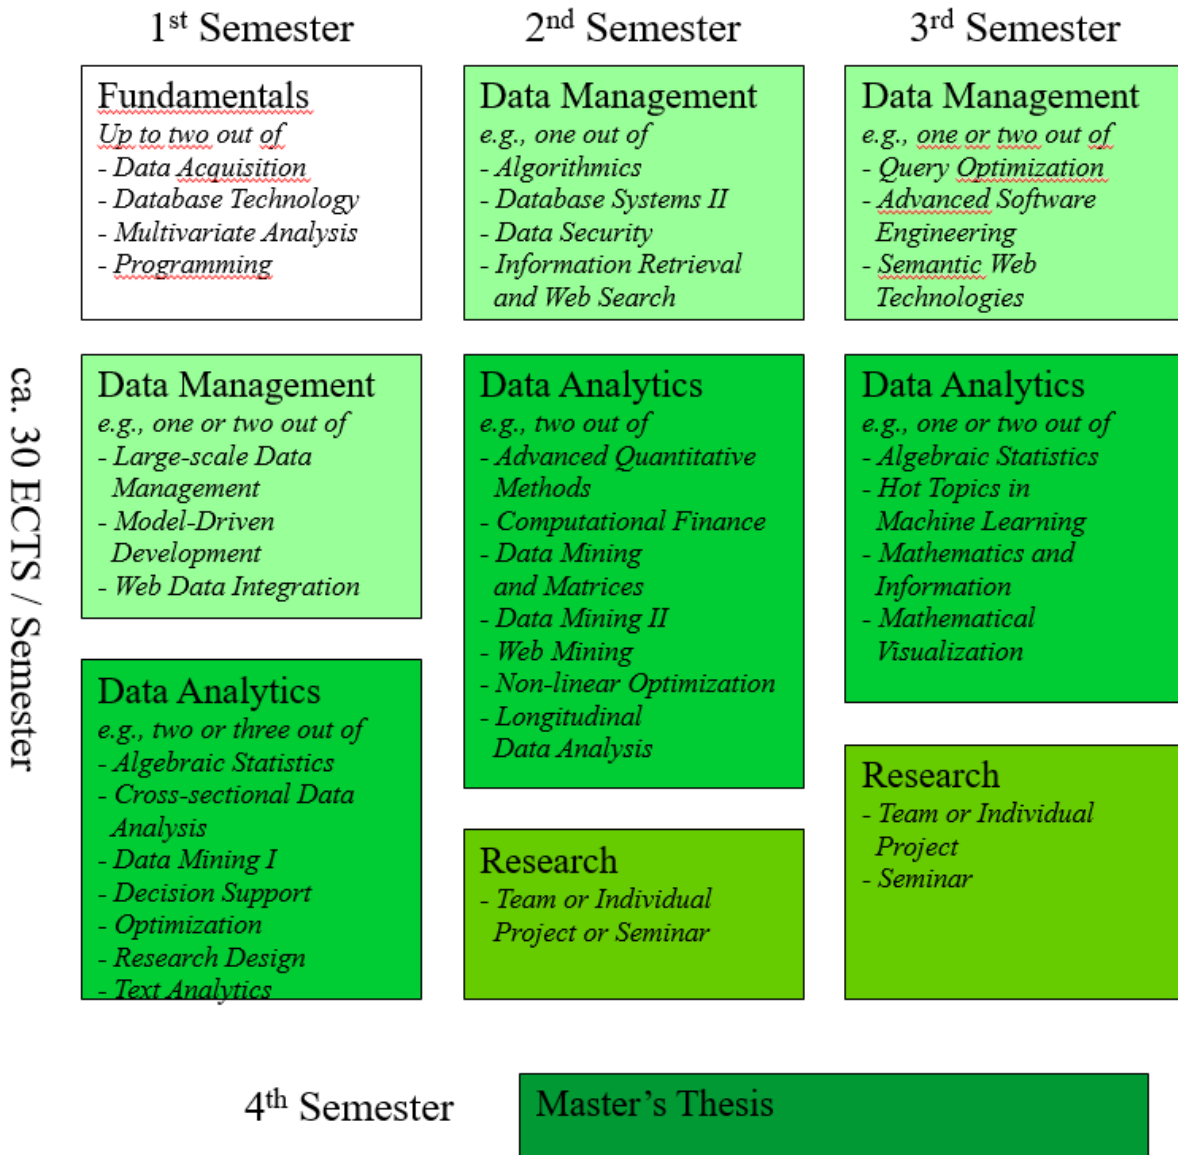 1st Semester
Fundamentals
Up to two out of
- Data Acquisition
- Database Technology
- Multivariate Analysis
- Programming
Data Management
e.g., one or two out of
- Large-scale Data
Management
- Model-Driven
Development
- Web Data Integration
Data Analytics
e.g., two or three out of
- Algebraic Statistics
- Cross-sectional Data
Analysis
- Data Mining I
- Decision Support
- Optimization
- Research Design
- Text Analytics
2nd Semester
Data Management
e.g., one out of
- Algorithmics
- Database Systems II
- Data Security
- Information Retrieval
and Web Search
Data Analytics
e.g., two out of
- Advanced Quantitative
Methods
- Computational Finance
- Data Mining
and Matrices
- Data Mining II
- Web Mining
- Non-linear Optimization
- Longitudinal
Data Analysis
Research
- Team or Individual
Project or Seminar
3rd Semester
Data Management
e.g., one or two out of
- Query Optimization
- Advanced Software
Engineering
- Semantic Web
Technologies
Data Analytics
e.g., one or two out of
- Algebraic Statistics
- Hot Topics in
Machine Learning
- Mathematics and
Information
- Mathematical
Visualization
Research
- Team or Individual
Project
- Seminar
ca. 30 ECTS / Semester
4th Semester
Master's Thesis